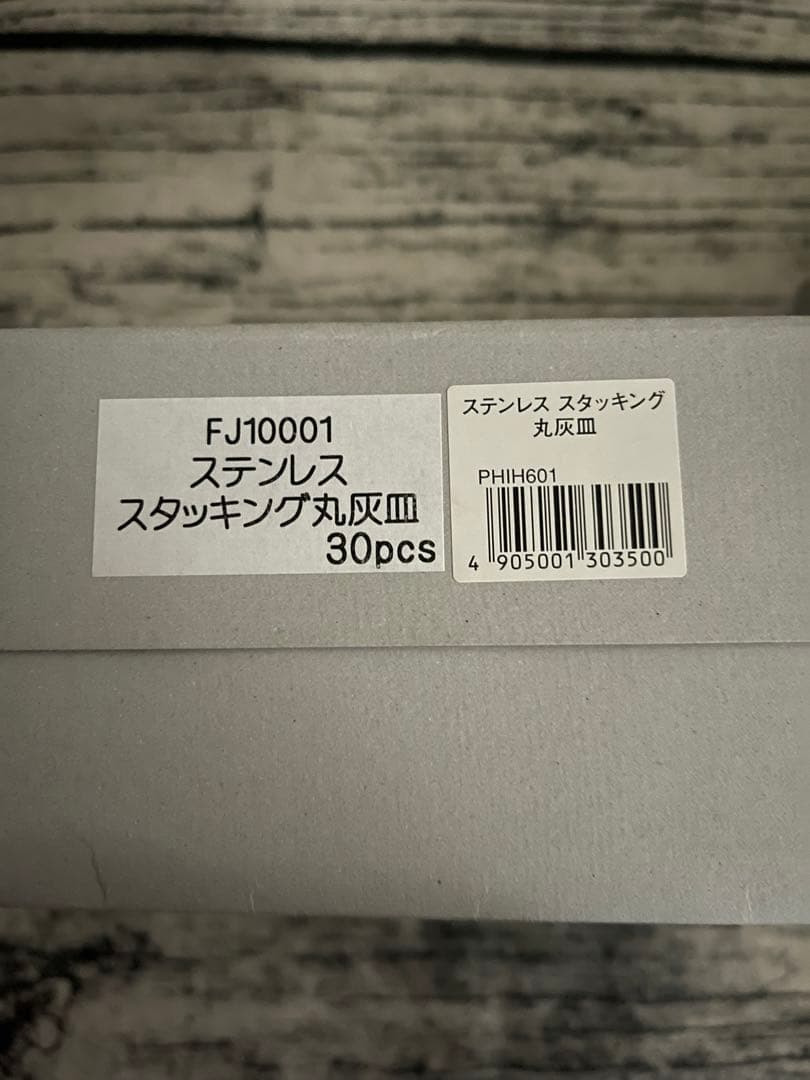 FJ10001
ステンレス
スタッキング丸灰皿
30pcs
ステンレス スタッキング
丸灰皿
PHIH601
4 905001 303500